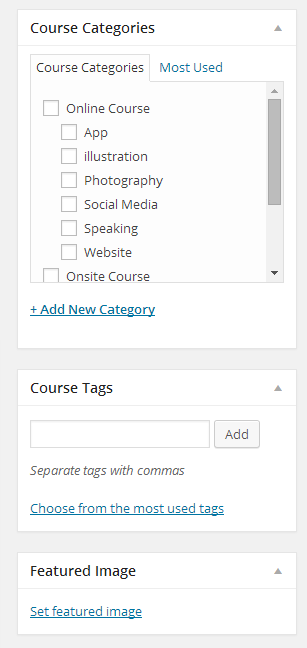 Course Categories
Course Categories Most Used
Online Course
App
illustration
Photography
Social Media
Speaking
Website
Onsite Course
+ Add New Category
Course Tags
Add
Separate tags with commas
Choose from the most used tags
Featured Image
Set featured image